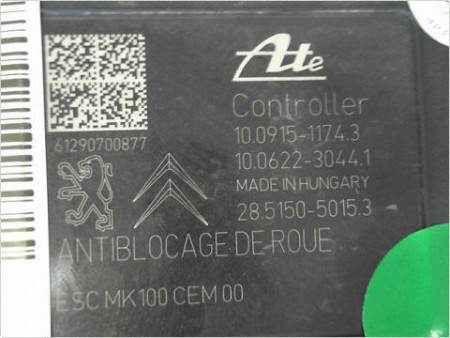 Ate
Controller
10.0915-1174.3
61290700877
10.0622-3044.1
MADE IN HUNGARY
28.5150-5015.3
ANTIBLOCAGE DE ROUE
ESC MK100 CEM 00